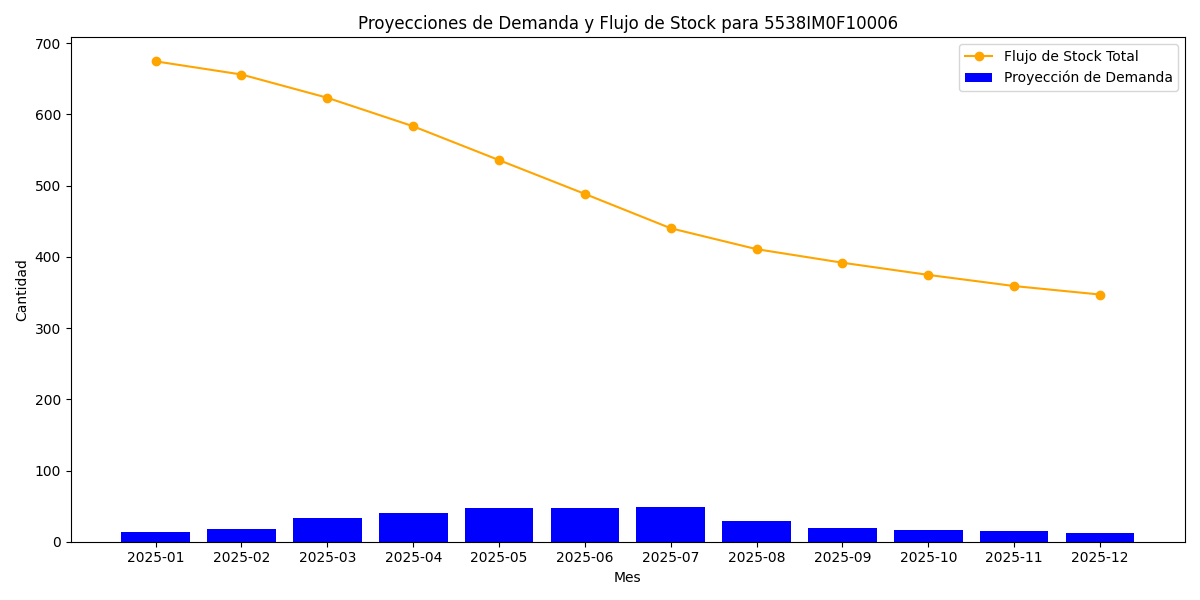 Proyecciones de Demanda y Flujo de Stock para 5538IM0F10006
Flujo de Stock Total
Proyección de Demanda
Cantidad
700
600
500
400
300
200
100
0
2025-01 2025-02 2025-03 2025-04 2025-05 2025-06 2025-07 2025-08 2025-09 2025-10 2025-11 2025-12
Mes